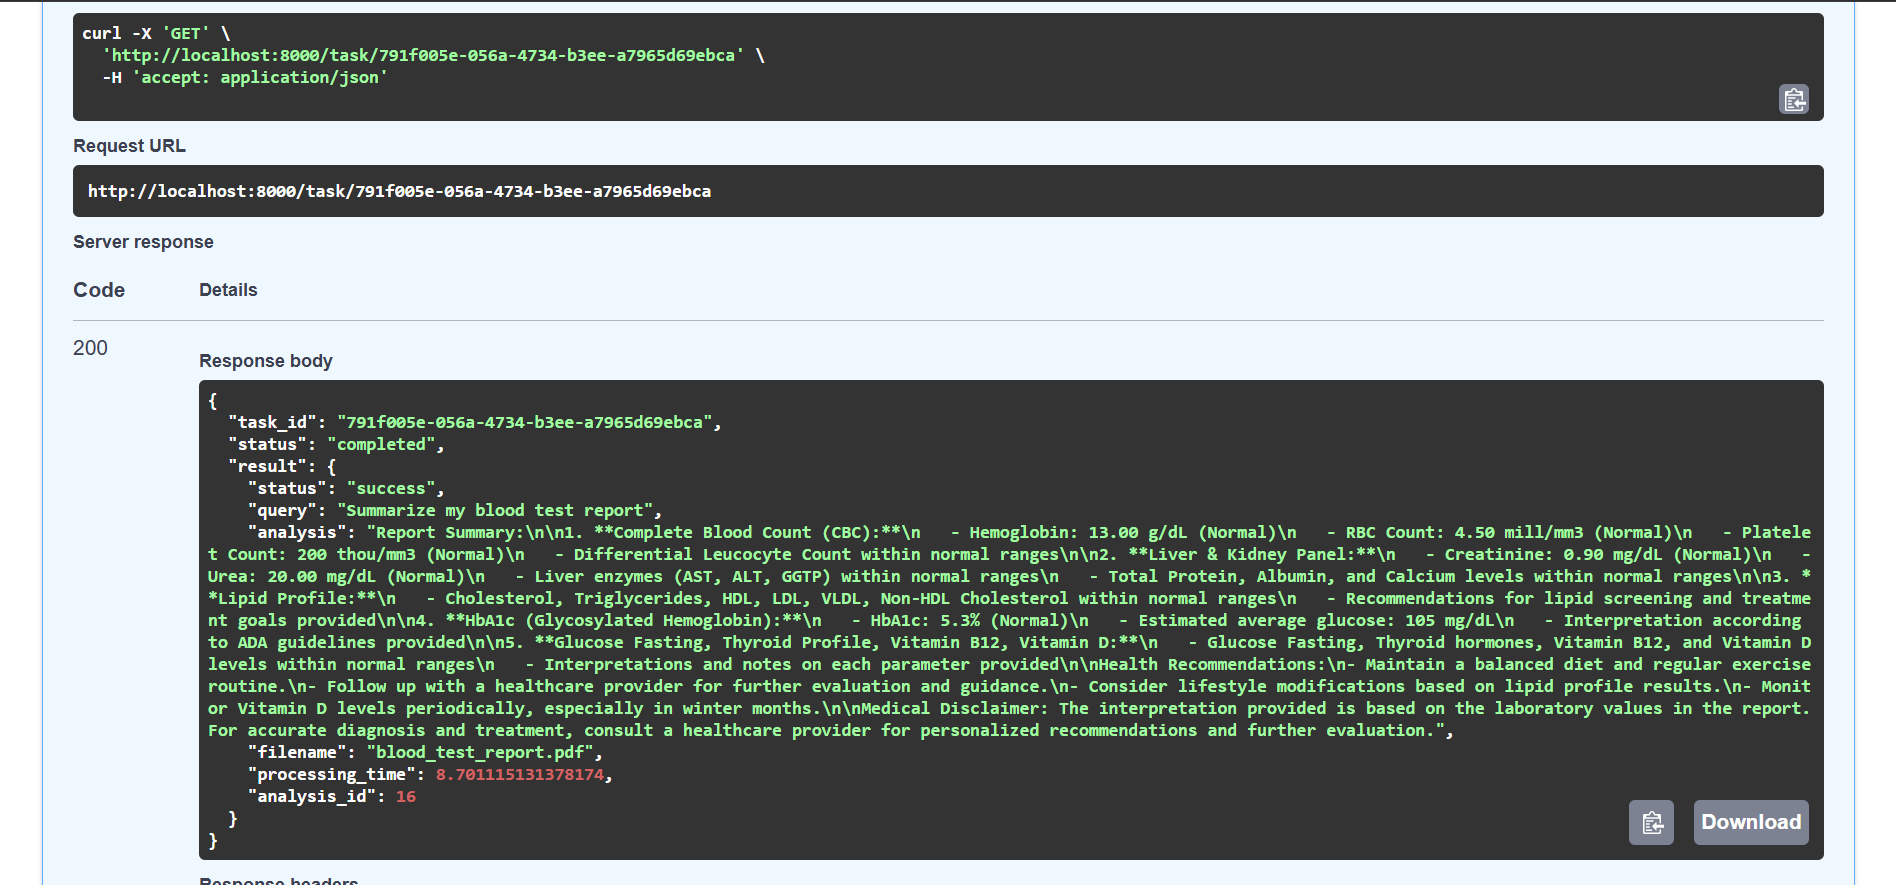 curl -X 'GET' \
  'http://localhost:8000/task/791f005e-056a-4734-b3ee-a7965d69ebca' \
  -H 'accept: application/json'
Request URL
http://localhost:8000/task/791f005e-056a-4734-b3ee-a7965d69ebca
Server response
Code Details
200
Response body
{
  "task_id": "791f005e-056a-4734-b3ee-a7965d69ebca",
  "status": "completed",
  "result": {
    "status": "success",
    "query": "Summarize my blood test report",
    "analysis": "Report Summary:\n\n1. **Complete Blood Count (CBC):**\n   - Hemoglobin: 13.00 g/dL (Normal)\n   - RBC Count: 4.50 mill/mm3 (Normal)\n   - Platele
t Count: 200 thou/mm3 (Normal)\n   - Differential Leucocyte Count within normal ranges\n\n2. **Liver & Kidney Panel:**\n   - Creatinine: 0.90 mg/dL (Normal)\n   -
Urea: 20.00 mg/dL (Normal)\n   - Liver enzymes (AST, ALT, GGTP) within normal ranges\n   - Total Protein, Albumin, and Calcium levels within normal ranges\n\n3. *
*Lipid Profile:**\n   - Cholesterol, Triglycerides, HDL, LDL, VLDL, Non-HDL Cholesterol within normal ranges\n   - Recommendations for lipid screening and treatme
nt goals provided\n\n4. **HbA1c (Glycosylated Hemoglobin):**\n   - HbA1c: 5.3% (Normal)\n   - Estimated average glucose: 105 mg/dL\n   - Interpretation according
to ADA guidelines provided\n\n5. **Glucose Fasting, Thyroid Profile, Vitamin B12, Vitamin D:**\n   - Glucose Fasting, Thyroid hormones, Vitamin B12, and Vitamin D
levels within normal ranges\n   - Interpretations and notes on each parameter provided\n\nHealth Recommendations:\n- Maintain a balanced diet and regular exercise
routine.\n- Follow up with a healthcare provider for further evaluation and guidance.\n- Consider lifestyle modifications based on lipid profile results.\n- Monit
or Vitamin D levels periodically, especially in winter months.\n\nMedical Disclaimer: The interpretation provided is based on the laboratory values in the report.
For accurate diagnosis and treatment, consult a healthcare provider for personalized recommendations and further evaluation.",
    "filename": "blood_test_report.pdf",
    "processing_time": 8.701115131378174,
    "analysis_id": 16
  }
}
Download
Response headers